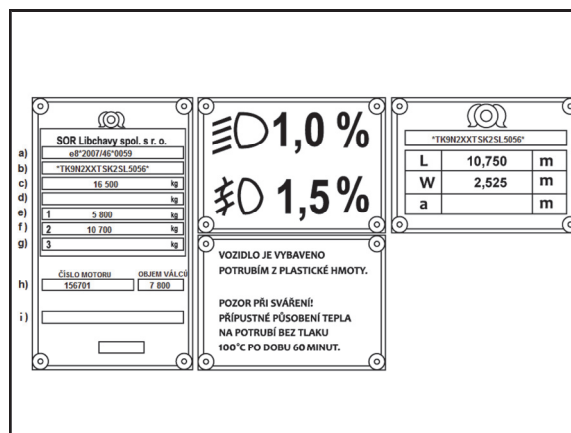 SOR Libchavy spol. s r. o.
a) e8*2007/46*0059
b) *TK9N2XXTSK2SL5056*
c) 16 500 kg
d) kg
e) 1 5 800 kg
f) 2 10 700 kg
g) 3 kg
ČÍSLO MOTORU OBJEM VÁLCŮ
h) 156701 7 800
i)
1,0 %
1,5 %
VOZIDLO JE VYBAVENO
POTRUBÍM Z PLASTICKÉ HMOTY.
POZOR PŘI SVÁŘENÍ!
PŘÍPUSTNÉ PŮSOBENÍ TEPLA
NA POTRUBÍ BEZ TLAKU
100°C PO DOBU 60 MINUT.
*TK9N2XXTSK2SL5056*
L 10,750 m
W 2,525 m
a m